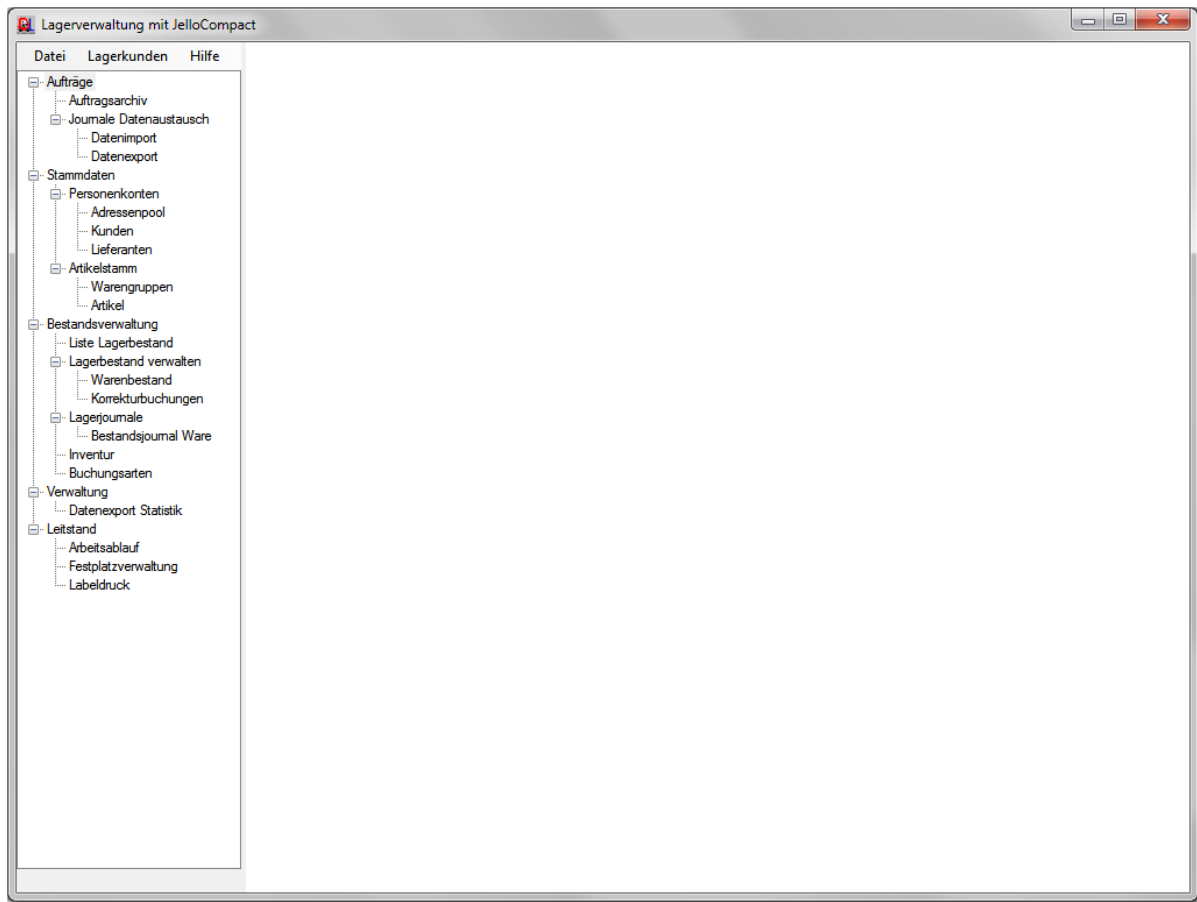 Lagerverwaltung mit JelloCompact
Datei Lagerkunden Hilfe
Aufträge
Auftragsarchiv
Journale Datenaustausch
Datenimport
Datenexport
Stammdaten
Personenkonten
Adressenpool
Kunden
Lieferanten
Artikelstamm
Warengruppen
Artikel
Bestandsverwaltung
Liste Lagerbestand
Lagerbestand verwalten
Warenbestand
Korrekturbuchungen
Lagerjournale
Bestandsjournal Ware
Inventur
Buchungsarten
Verwaltung
Datenexport Statistik
Leitstand
Arbeitsablauf
Festplatzverwaltung
Labeldruck